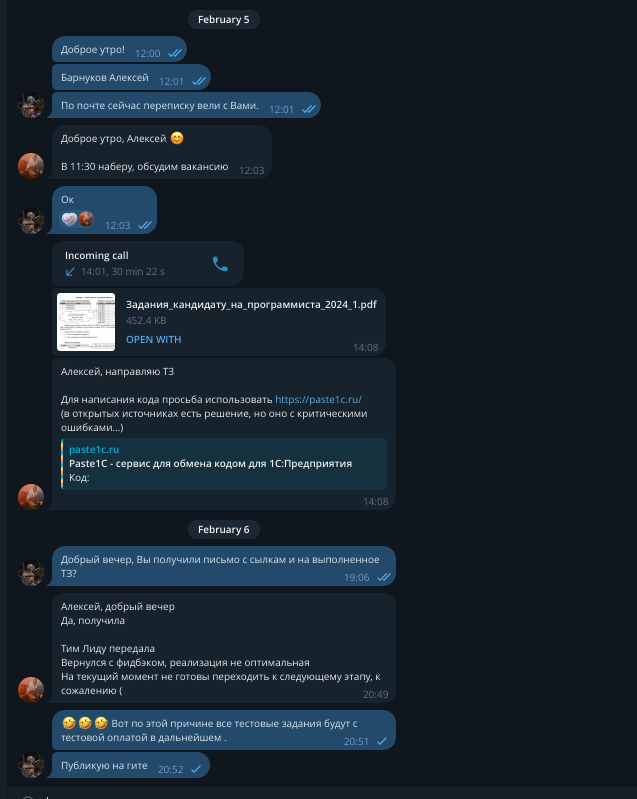 February 5
Доброе утро! 12:00
Барнуков Алексей 12:01
По почте сейчас переписку вели с Вами. 12:01
Доброе утро, Алексей 😊
В 11:30 наберу, обсудим вакансию 12:03
Ок
12:03
Incoming call
14:01, 30 min 22 s
Задания_кандидату_на_программиста_2024_1.pdf
452.4 KB
OPEN WITH
14:08
Алексей, направляю ТЗ
Для написания кода просьба использовать https://paste1c.ru/
(в открытых источниках есть решение, но оно с критическими
ошибками...)
paste1c.ru
Paste1C - сервис для обмена кодом для 1С:Предприятия
Код:
14:08
February 6
Добрый вечер, Вы получили письмо с сылкам и на выполненное
ТЗ? 19:06
Алексей, добрый вечер
Да, получила
Тим Лиду передала
Вернулся с фидбэком, реализация не оптимальная
На текущий момент не готовы переходить к следующему этапу, к
сожалению ( 20:49
🤣🤣🤣 Вот по этой причине все тестовые задания будут с
тестовой оплатой в дальнейшем . 20:51
Публикую на гите 20:52